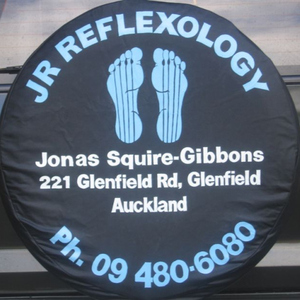 JR REFLEXOLOGY
Jonas Squire-Gibbons
221 Glenfield Rd, Glenfield
Auckland
Ph. 09 480-6080